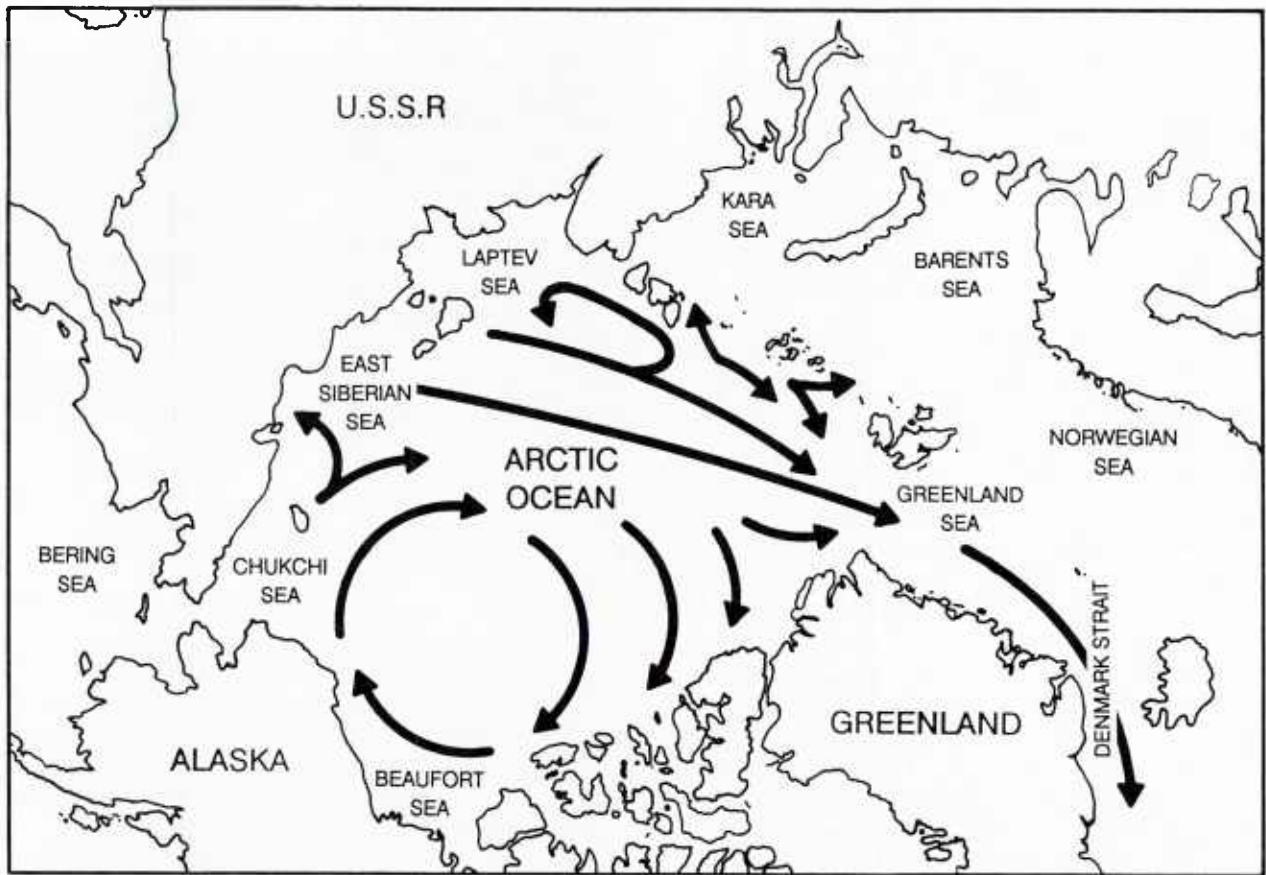 U.S.S.R
KARA
SEA
LAPTEV
SEA
BARENTS
SEA
EAST
SIBERIAN
SEA
NORWEGIAN
SEA
ARCTIC
OCEAN
GREENLAND
SEA
BERING
SEA
CHUKCHI
SEA
DENMARK STRAIT
GREENLAND
ALASKA
BEAUFORT
SEA